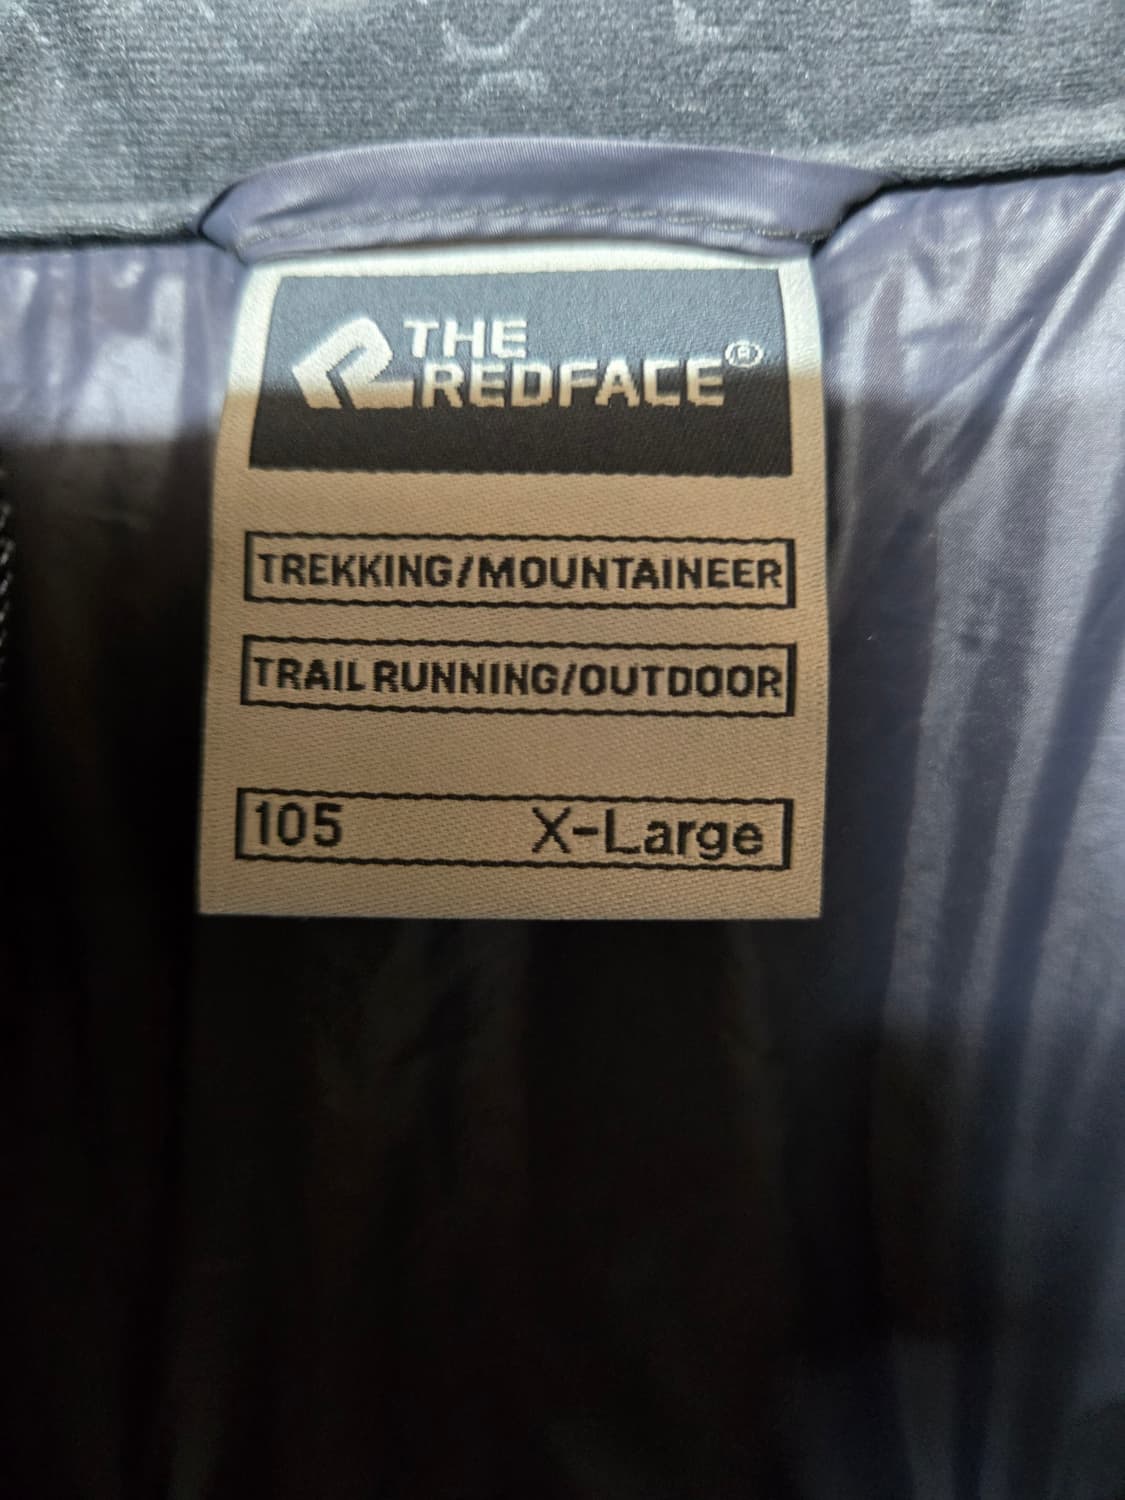 THE
REDFACE®
TREKKING/MOUNTAINEER
TRAIL RUNNING/OUTDOOR
105 X-Large